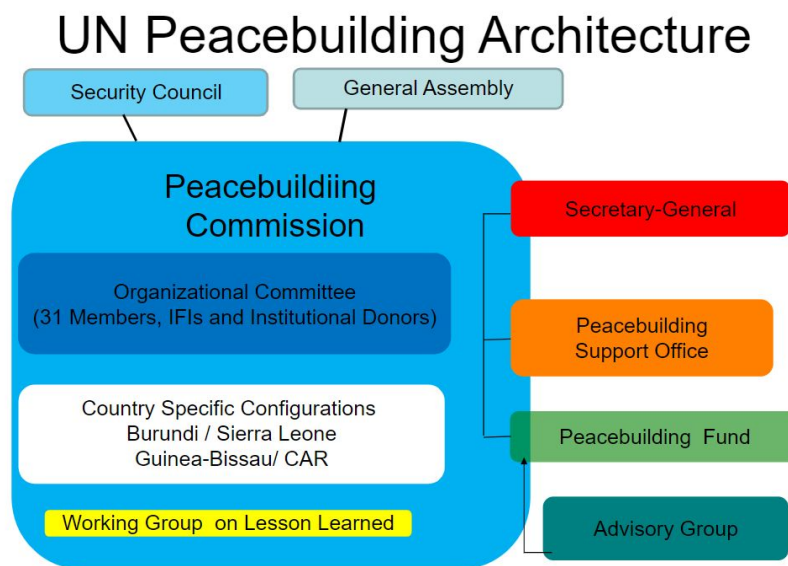 UN Peacebuilding Architecture
Security Council
General Assembly
Peacebuildiing
Commission
Organizational Committee
(31 Members, IFIs and Institutional Donors)
Country Specific Configurations
Burundi / Sierra Leone
Guinea-Bissau/ CAR
Working Group on Lesson Learned
Secretary-General
Peacebuilding
Support Office
Peacebuilding Fund
Advisory Group